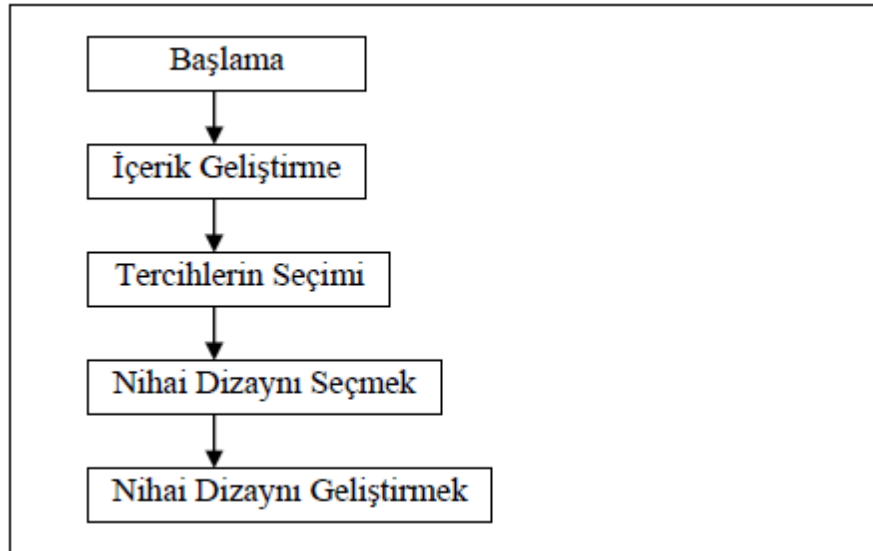 Başlama
İçerik Geliştirme
Tercihlerin Seçimi
Nihai Dizaynı Seçmek
Nihai Dizaynı Geliştirmek